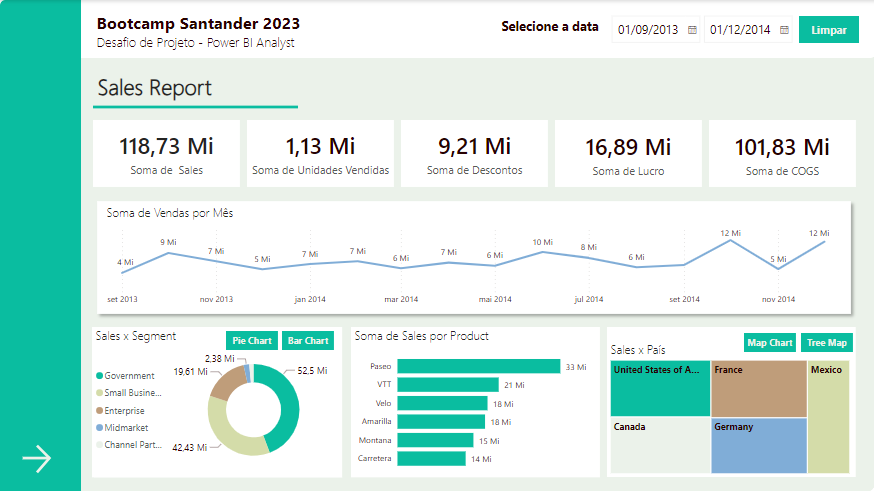 Bootcamp Santander 2023
Desafio de Projeto - Power BI Analyst
Selecione a data
01/09/2013
01/12/2014
Limpar
Sales Report
118,73 Mi
Soma de Sales
1,13 Mi
Soma de Unidades Vendidas
9,21 Mi
Soma de Descontos
16,89 Mi
Soma de Lucro
101,83 Mi
Soma de COGS
Soma de Vendas por Mês
4 Mi
9 Mi
7 Mi
5 Mi
7 Mi
7 Mi
6 Mi
7 Mi
6 Mi
10 Mi
8 Mi
6 Mi
12 Mi
5 Mi
12 Mi
set 2013
nov 2013
jan 2014
mar 2014
mai 2014
jul 2014
set 2014
nov 2014
Sales x Segment
Pie Chart
Bar Chart
Government
Small Busine...
Enterprise
Midmarket
Channel Part...
2,38 Mi
19,61 Mi
52,5 Mi
42,43 Mi
Soma de Sales por Product
Paseo 33 Mi
VTT 21 Mi
Velo 18 Mi
Amarilla 18 Mi
Montana 15 Mi
Carretera 14 Mi
Sales x País
Map Chart
Tree Map
United States of A...
France
Mexico
Canada
Germany